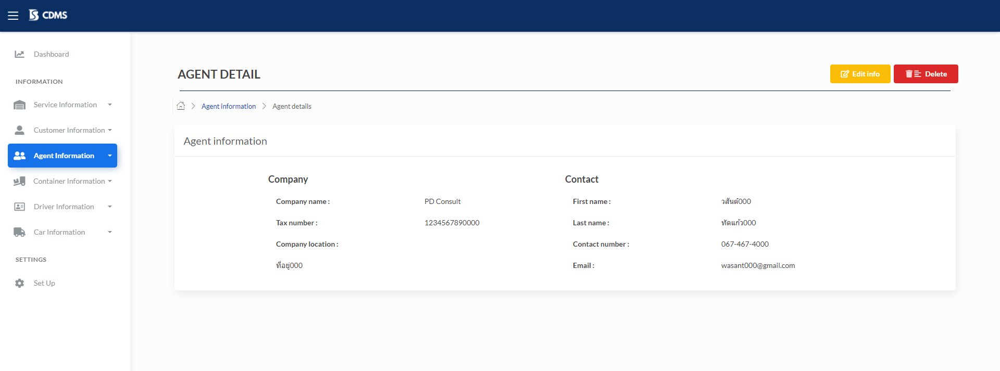 CDMS
Dashboard
INFORMATION
Service Information
Customer Information
Agent Information
Container Information
Driver Information
Car Information
SETTINGS
Set Up
AGENT DETAIL
Edit info
Delete
Agent information
Agent details
Agent information
Company
Company name :
PD Consult
Tax number :
1234567890000
Company location :
ที่อยู่000
Contact
First name :
วสันต์000
Last name :
ทัดแก้ว000
Contact number :
067-467-4000
Email :
wasant000@gmail.com